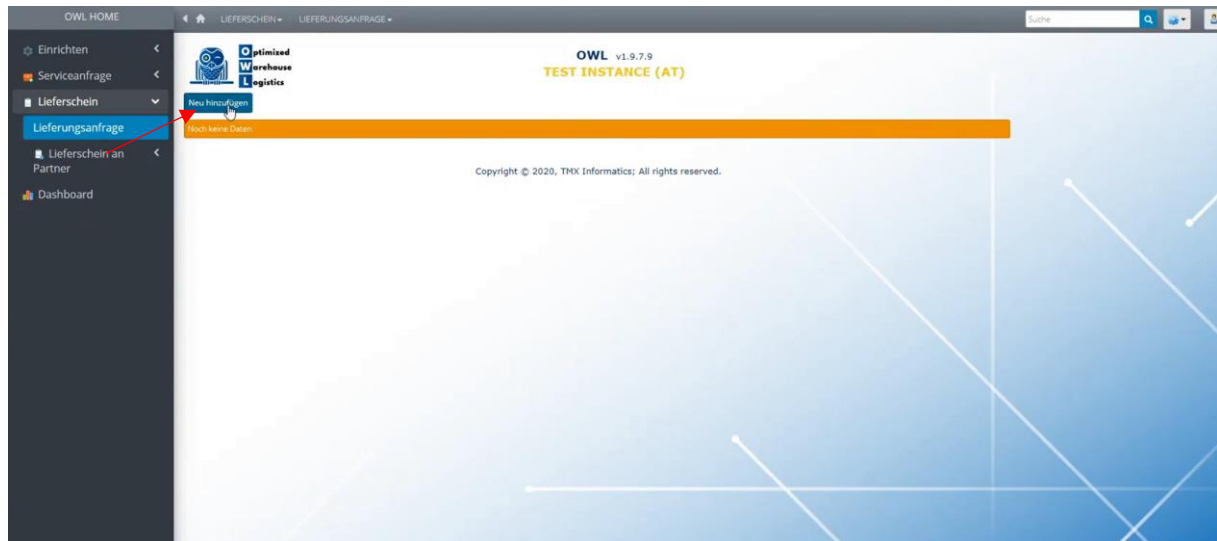 OWL HOME
LIEFERSCHEIN
LIEFERUNGSANFRAGE
Suche
Einrichten
Serviceanfrage
Lieferschein
Lieferungsanfrage
Lieferschein an
Partner
Dashboard
Optimized
Warehouse
Logistics
OWL v1.9.7.9
TEST INSTANCE (AT)
Neu hinzufügen
Noch keine Daten
Copyright © 2020, TMX Informatics; All rights reserved.